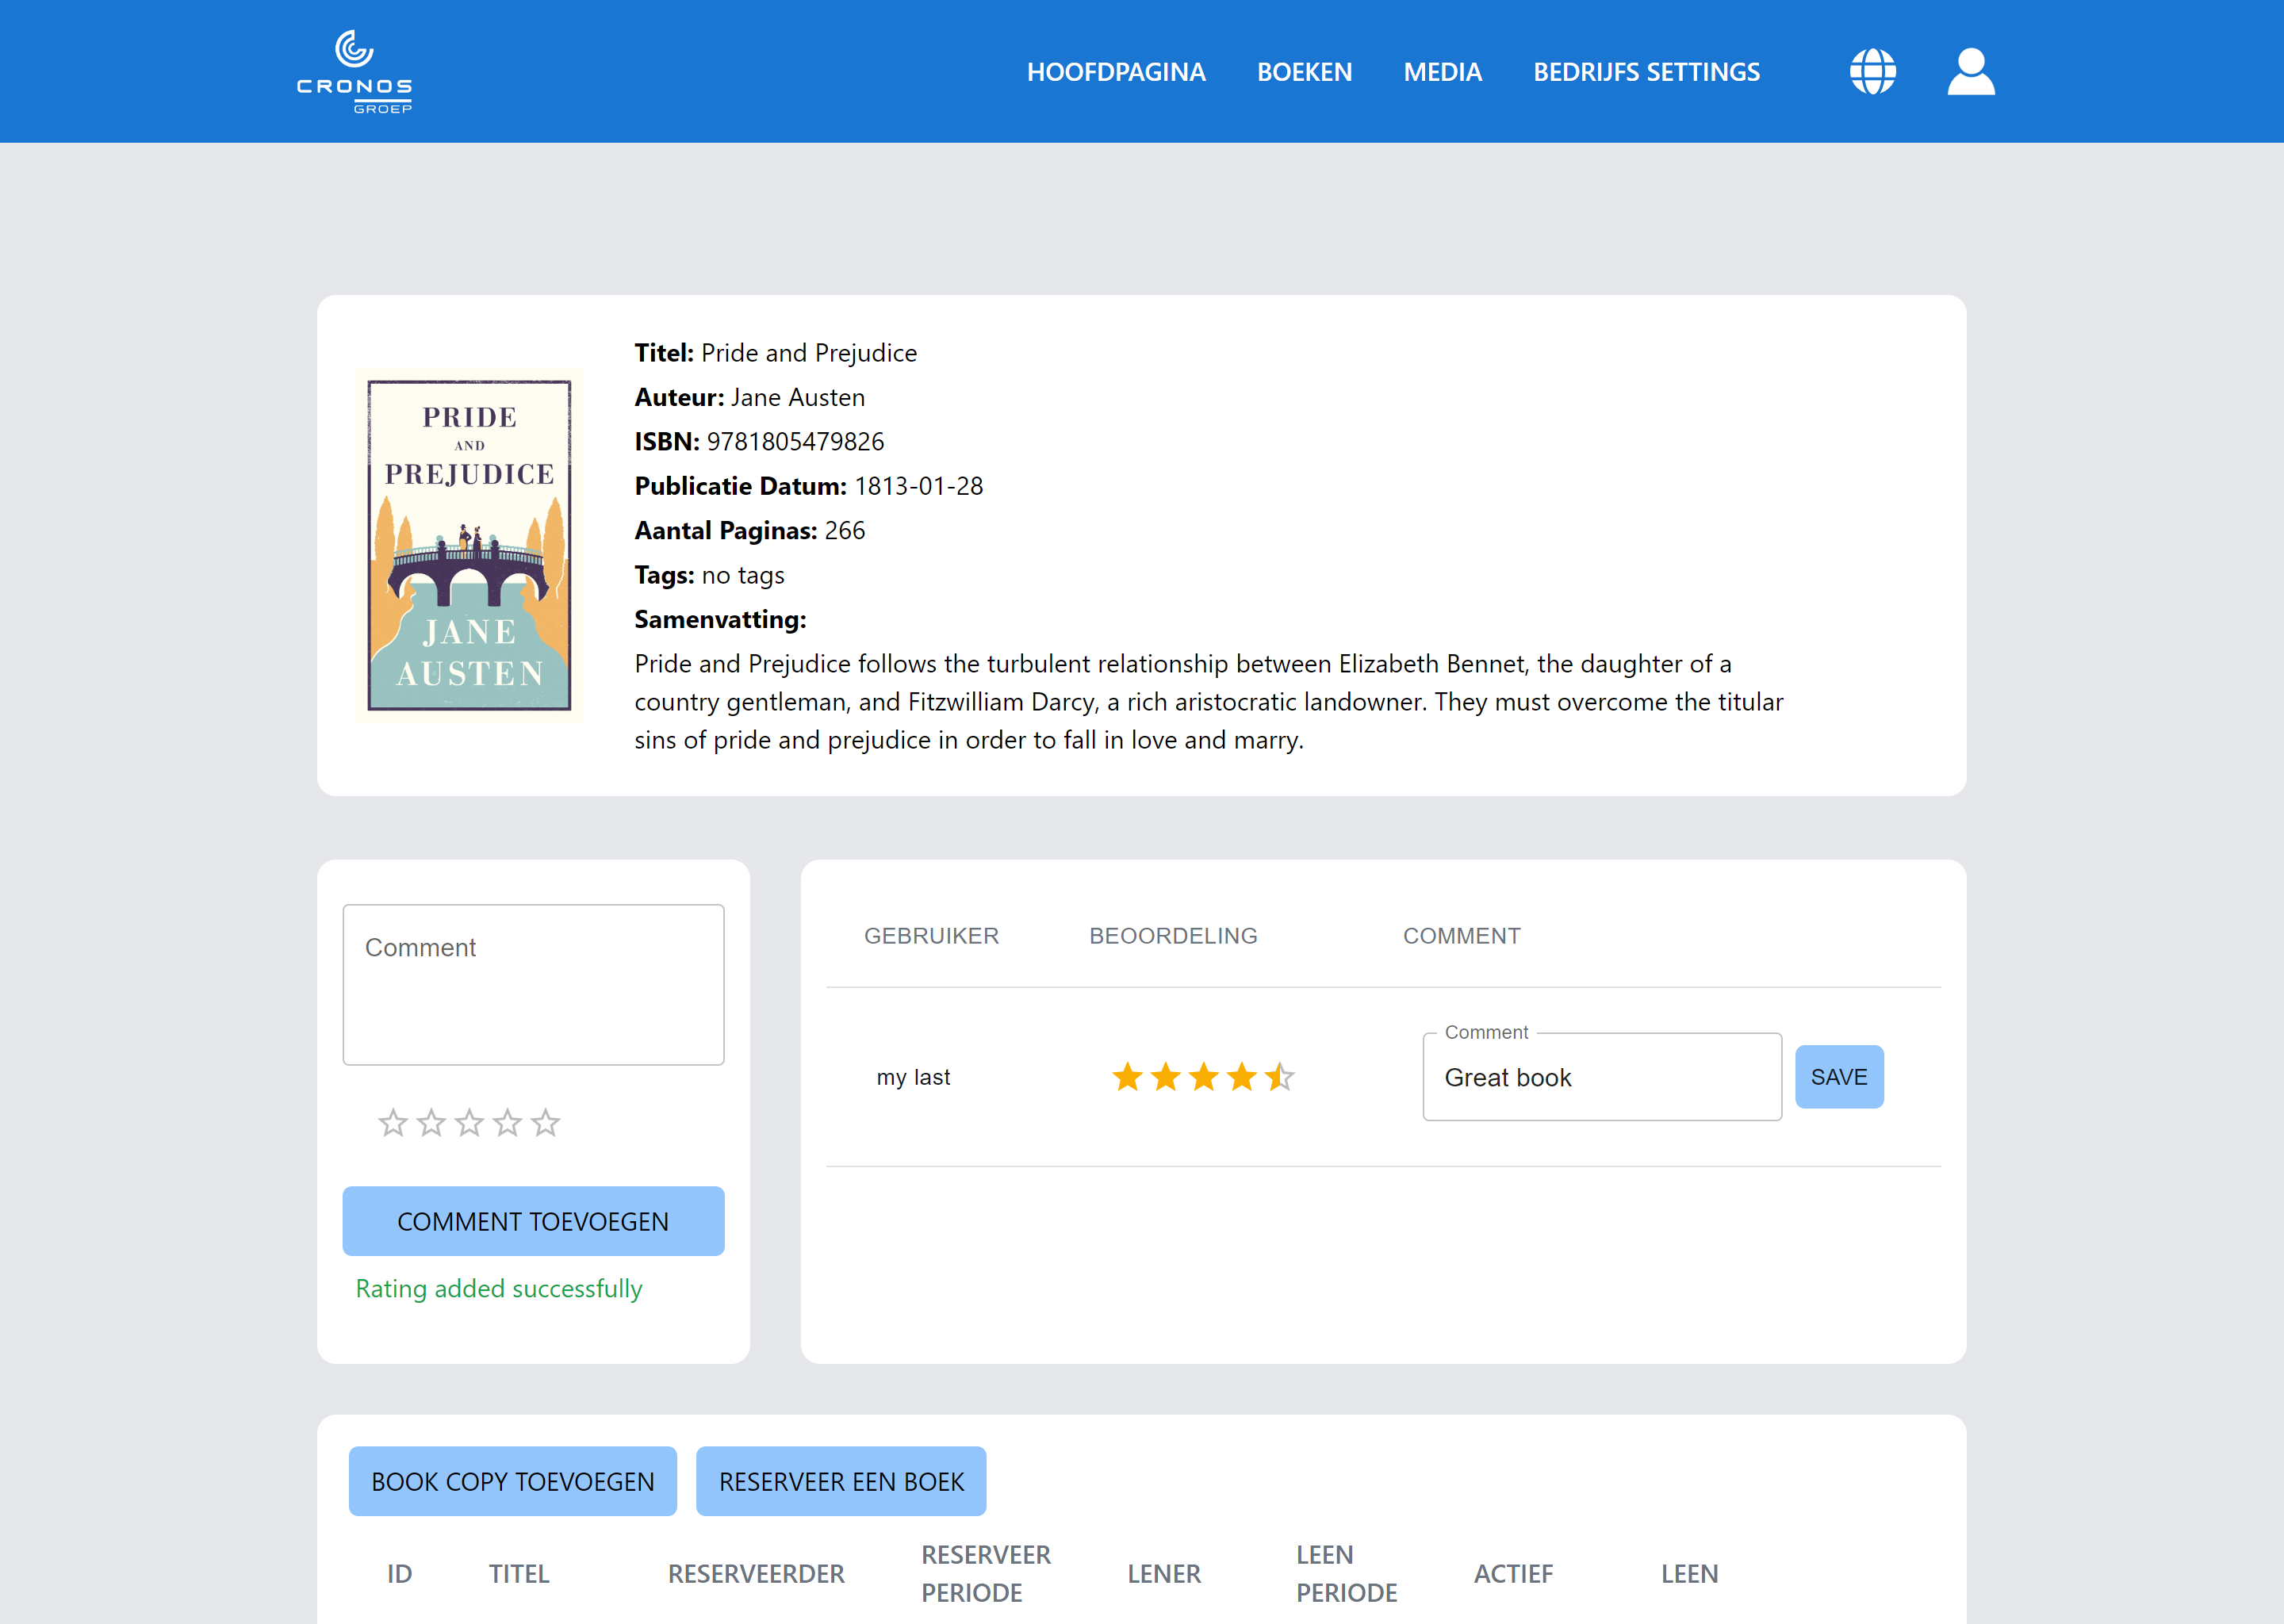 CRONOS
GROEP
HOOFDPAGINA BOEKEN MEDIA BEDRIJFS SETTINGS
PRIDE
AND
PREJUDICE
JANE
AUSTEN
Titel: Pride and Prejudice
Auteur: Jane Austen
ISBN: 9781805479826
Publicatie Datum: 1813-01-28
Aantal Paginas: 266
Tags: no tags
Samenvatting:
Pride and Prejudice follows the turbulent relationship between Elizabeth Bennet, the daughter of a
country gentleman, and Fitzwilliam Darcy, a rich aristocratic landowner. They must overcome the titular
sins of pride and prejudice in order to fall in love and marry.
Comment
COMMENT TOEVOEGEN
Rating added successfully
GEBRUIKER BEOORDELING COMMENT
Comment
my last Great book SAVE
BOOK COPY TOEVOEGEN RESERVEER EEN BOEK
ID TITEL RESERVEERDER RESERVEER PERIODE LENER LEEN PERIODE ACTIEF LEEN